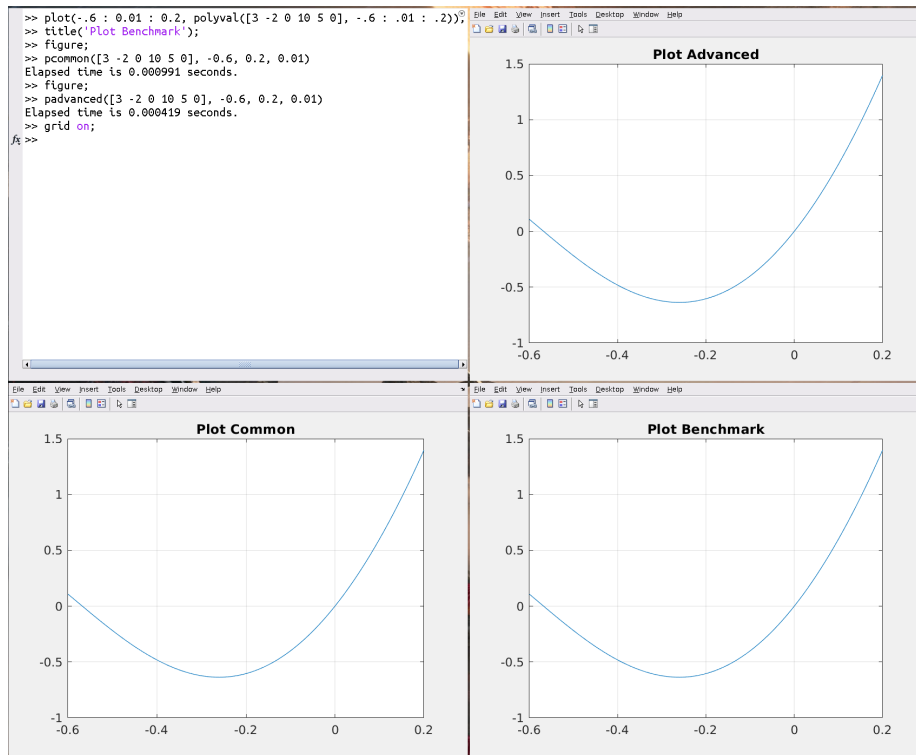 >> plot(-.6 : 0.01 : 0.2, polyval([3 -2 0 10 5 0], -.6 : .01 : .2));
>> title('Plot Benchmark');
>> figure;
>> pcommon([3 -2 0 10 5 0], -0.6, 0.2, 0.01)
Elapsed time is 0.000991 seconds.
>> figure;
>> padvanced([3 -2 0 10 5 0], -0.6, 0.2, 0.01)
Elapsed time is 0.000419 seconds.
>> grid on;
fx >>
File Edit View Insert Tools Desktop Window Help
Plot Advanced
1.5
1
0.5
0
-0.5
-1
-0.6 -0.4 -0.2 0 0.2
File Edit View Insert Tools Desktop Window Help
Plot Common
1.5
1
0.5
0
-0.5
-1
-0.6 -0.4 -0.2 0 0.2
File Edit View Insert Tools Desktop Window Help
Plot Benchmark
1.5
1
0.5
0
-0.5
-1
-0.6 -0.4 -0.2 0 0.2